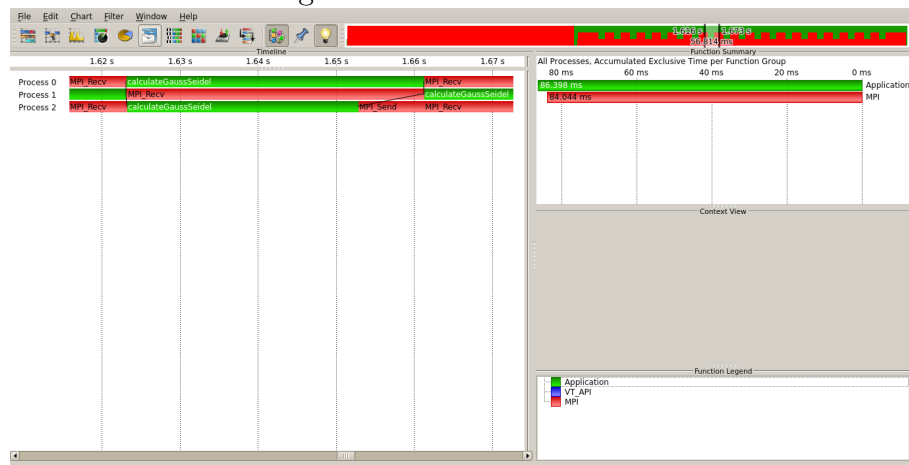 File Edit Chart Filter Window Help
1.616 s 1.673 s
56.814 ms
Timeline
1.62 s 1.63 s 1.64 s 1.65 s 1.66 s 1.67 s
Process 0 MPI_Recv calculateGaussSeidel MPI_Recv
Process 1 MPI_Recv calculateGaussSeidel
Process 2 MPI_Recv calculateGaussSeidel MPI_Send MPI_Recv
Function Summary
All Processes, Accumulated Exclusive Time per Function Group
80 ms 60 ms 40 ms 20 ms 0 ms
86.398 ms Application
84.044 ms MPI
Context View
Function Legend
Application
VT_API
MPI